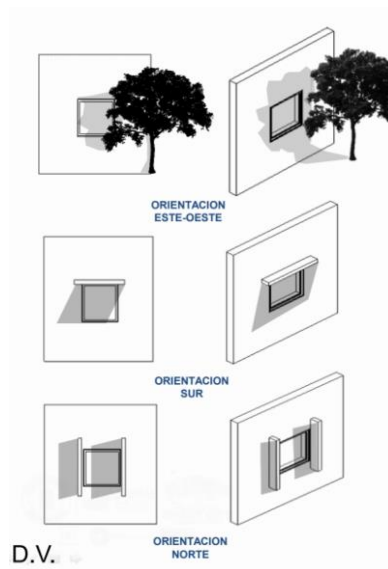 ORIENTACION
ESTE-OESTE
ORIENTACION
SUR
ORIENTACION
NORTE
D.V.